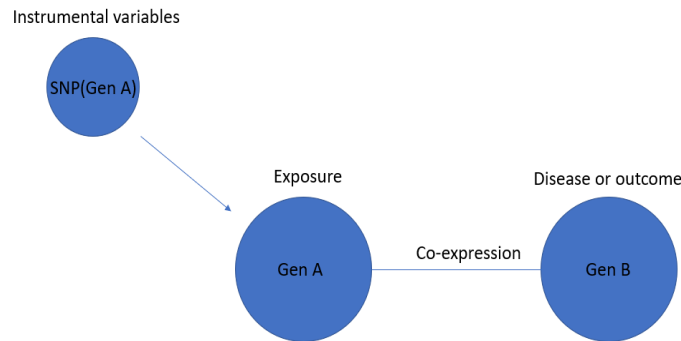 Instrumental variables
SNP(Gen A)
Exposure
Disease or outcome
Gen A
Co-expression
Gen B